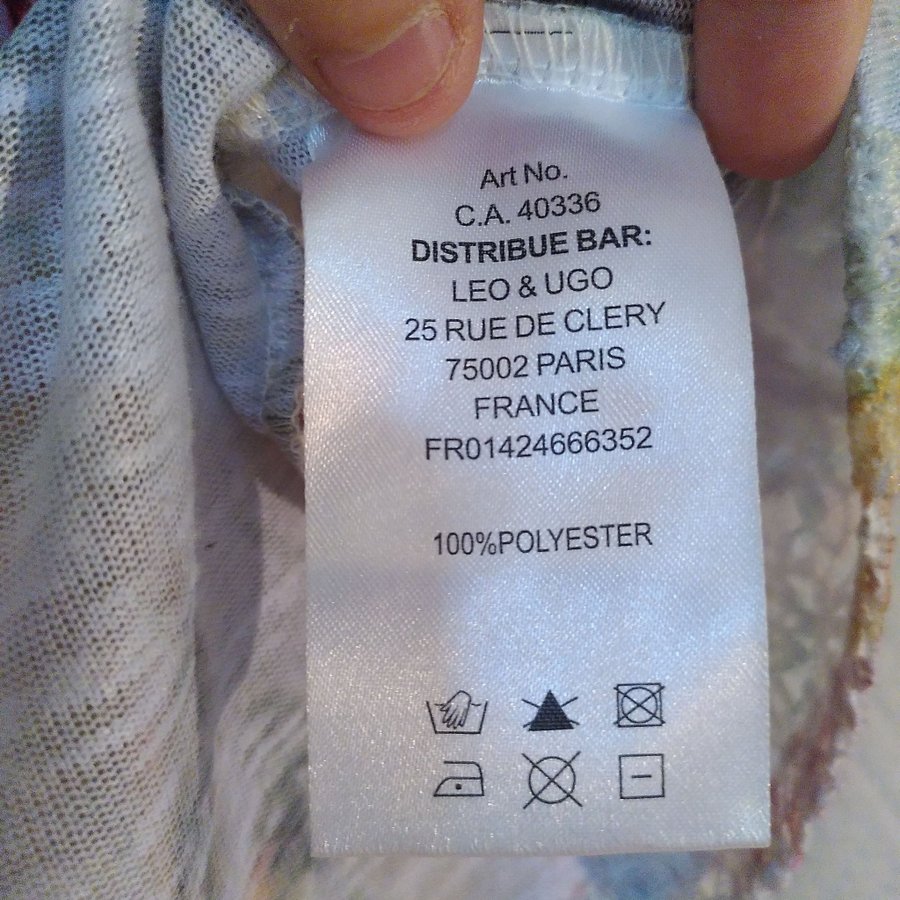 Art No.
C.A. 40336
DISTRIBUE BAR:
LEO & UGO
25 RUE DE CLERY
75002 PARIS
FRANCE
FR01424666352
100%POLYESTER